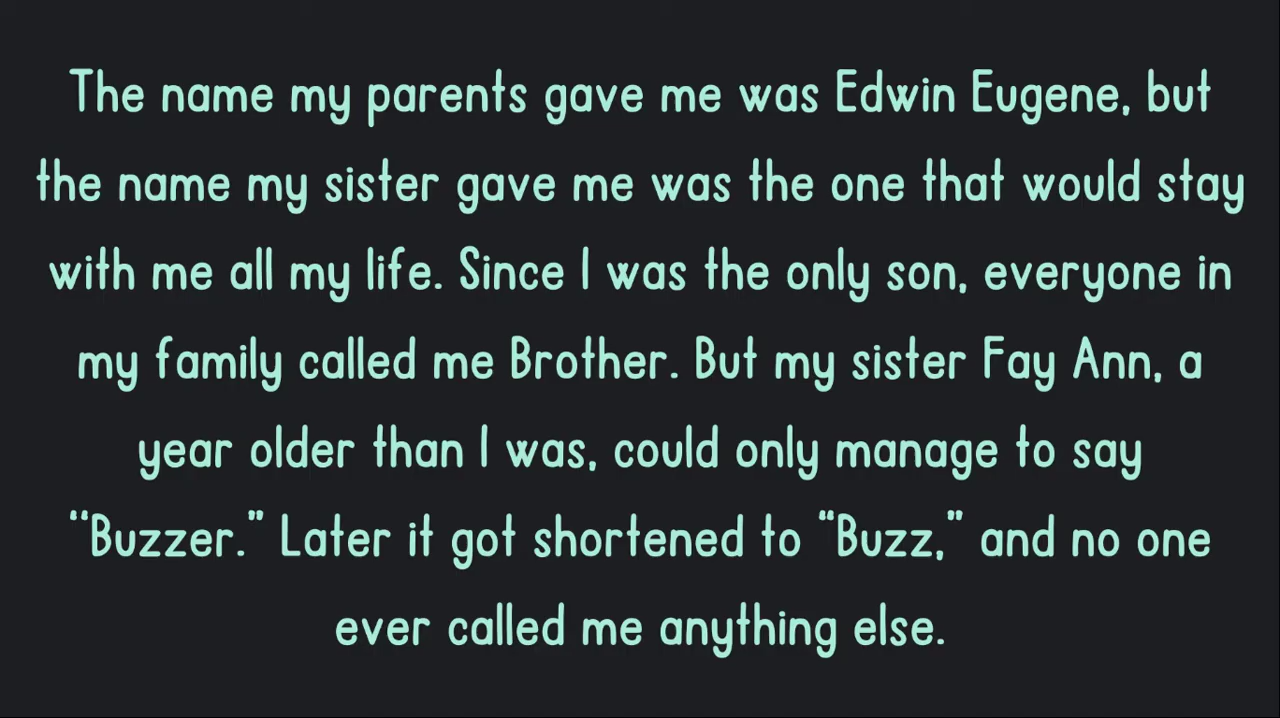 The name my parents gave me was Edwin Eugene, but
the name my sister gave me was the one that would stay
with me all my life. Since I was the only son, everyone in
my family called me Brother. But my sister Fay Ann, a
year older than I was, could only manage to say
“Buzzer.” Later it got shortened to “Buzz,” and no one
ever called me anything else.